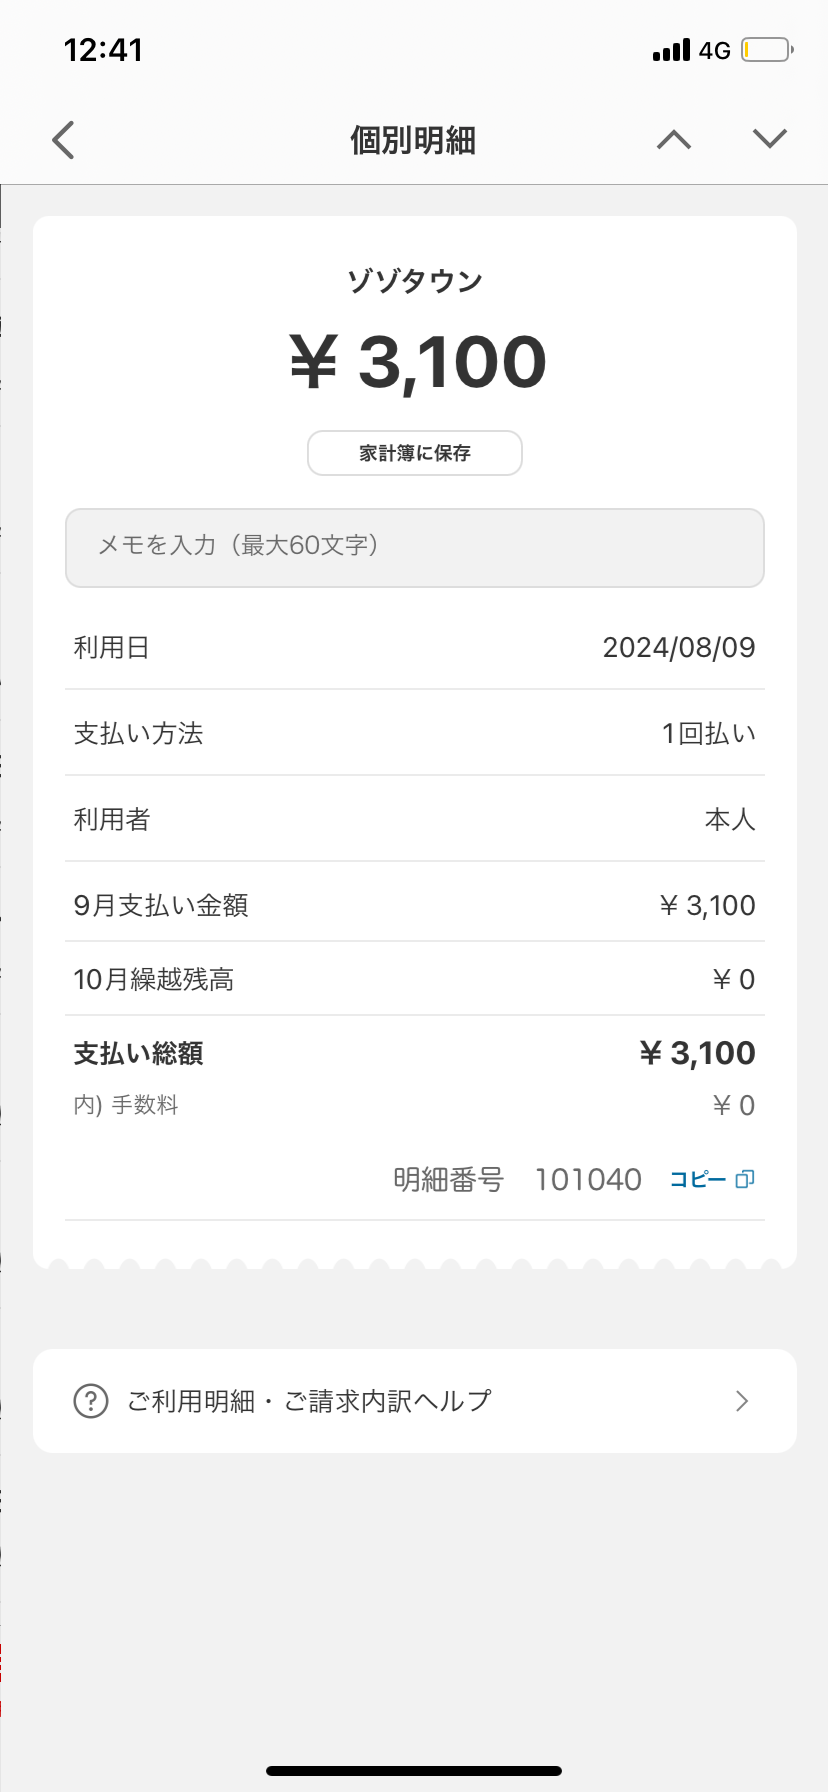 12:41 4G
個別明細
ゾゾタウン
¥ 3,100
家計簿に保存
メモを入力（最大60文字）
利用日 2024/08/09
支払い方法 1回払い
利用者 本人
9月支払い金額 ¥ 3,100
10月繰越残高 ¥ 0
支払い総額 ¥ 3,100
内) 手数料 ¥ 0
明細番号 101040 コピー
ご利用明細・ご請求内訳ヘルプ